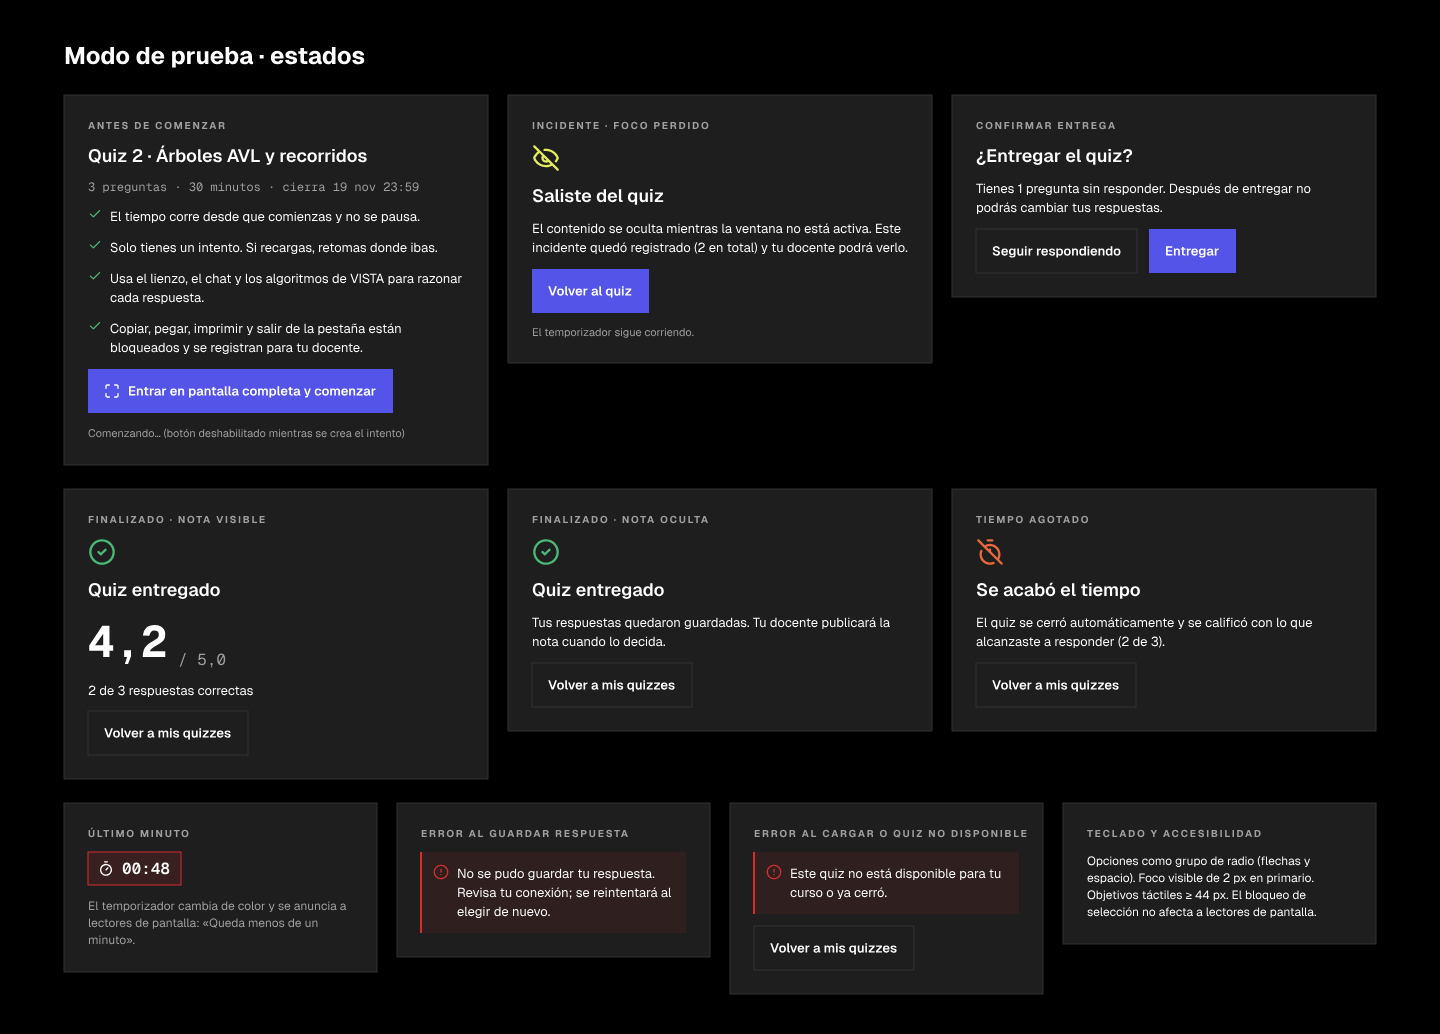 Modo de prueba · estados
ANTES DE COMENZAR
Quiz 2 · Árboles AVL y recorridos
3 preguntas · 30 minutos · cierra 19 nov 23:59
El tiempo corre desde que comienzas y no se pausa.
Solo tienes un intento. Si recargas, retomas donde ibas.
Usa el lienzo, el chat y los algoritmos de VISTA para razonar
cada respuesta.
Copiar, pegar, imprimir y salir de la pestaña están
bloqueados y se registran para tu docente.
Entrar en pantalla completa y comenzar
Comenzando… (botón deshabilitado mientras se crea el intento)
INCIDENTE · FOCO PERDIDO
Saliste del quiz
El contenido se oculta mientras la ventana no está activa. Este
incidente quedó registrado (2 en total) y tu docente podrá verlo.
Volver al quiz
El temporizador sigue corriendo.
CONFIRMAR ENTREGA
¿Entregar el quiz?
Tienes 1 pregunta sin responder. Después de entregar no
podrás cambiar tus respuestas.
Seguir respondiendo
Entregar
FINALIZADO · NOTA VISIBLE
Quiz entregado
4,2 / 5,0
2 de 3 respuestas correctas
Volver a mis quizzes
FINALIZADO · NOTA OCULTA
Quiz entregado
Tus respuestas quedaron guardadas. Tu docente publicará la
nota cuando lo decida.
Volver a mis quizzes
TIEMPO AGOTADO
Se acabó el tiempo
El quiz se cerró automáticamente y se calificó con lo que
alcanzaste a responder (2 de 3).
Volver a mis quizzes
ÚLTIMO MINUTO
00:48
El temporizador cambia de color y se anuncia a
lectores de pantalla: «Queda menos de un
minuto».
ERROR AL GUARDAR RESPUESTA
No se pudo guardar tu respuesta.
Revisa tu conexión; se reintentará al
elegir de nuevo.
ERROR AL CARGAR O QUIZ NO DISPONIBLE
Este quiz no está disponible para tu
curso o ya cerró.
Volver a mis quizzes
TECLADO Y ACCESIBILIDAD
Opciones como grupo de radio (flechas y
espacio). Foco visible de 2 px en primario.
Objetivos táctiles ≥ 44 px. El bloqueo de
selección no afecta a lectores de pantalla.